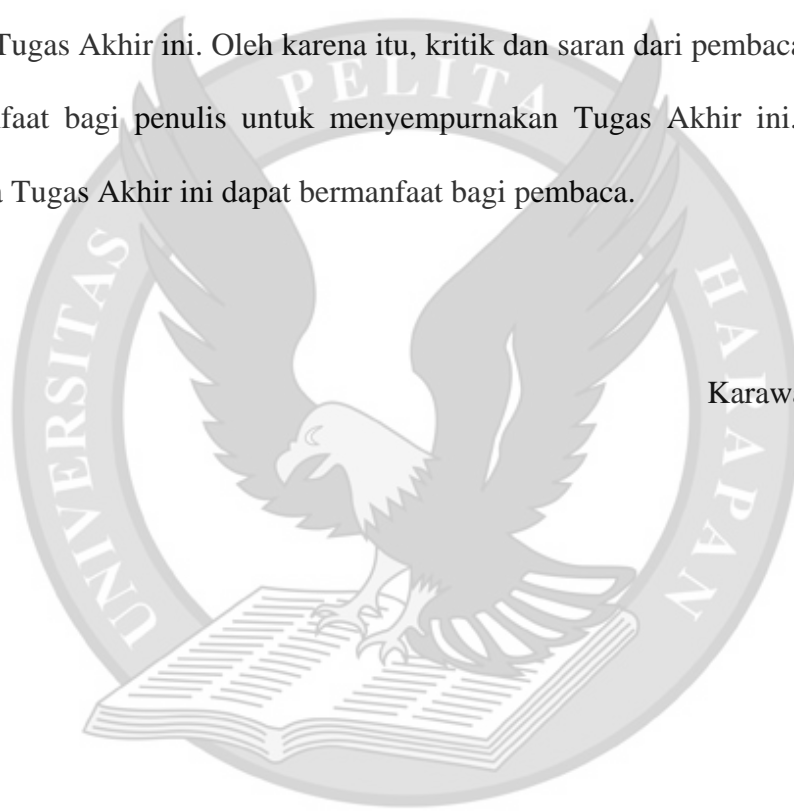 Tugas Akhir ini. Oleh karena itu, kritik dan saran dari pembaca
faat bagi penulis untuk menyempurnakan Tugas Akhir ini.
a Tugas Akhir ini dapat bermanfaat bagi pembaca.
Karawa
UNIVERSITAS PELITA HARAPAN